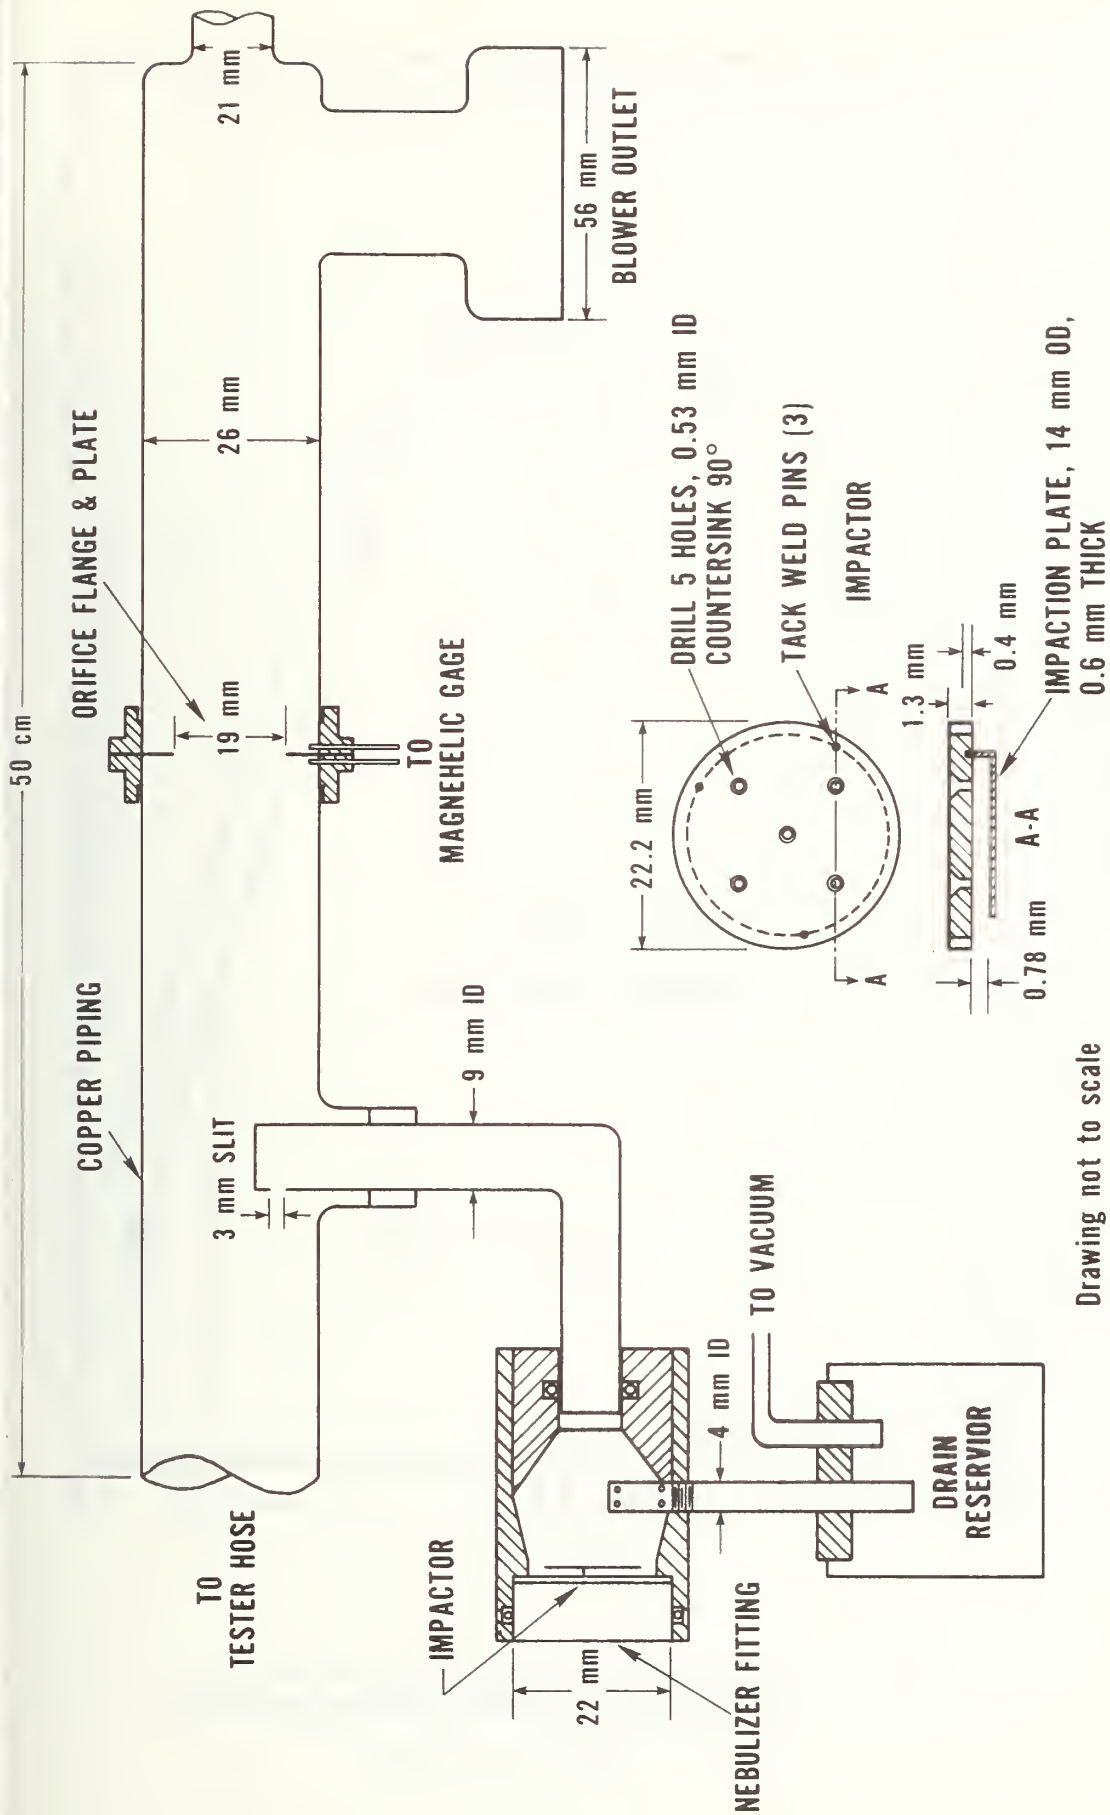 50 cm
21 mm
COPPER PIPING
ORIFICE FLANGE & PLATE
3 mm SLIT
19 mm
26 mm
56 mm
BLOWER OUTLET
TO
TESTER HOSE
9 mm ID
TO
MAGNEHELIC GAGE
IMPACTOR
22 mm
NEBULIZER FITTING
4 mm ID
TO VACUUM
DRAIN
RESERVIOR
22.2 mm
DRILL 5 HOLES, 0.53 mm ID
COUNTERSINK 90°
TACK WELD PINS (3)
A
A
IMPACTOR
1.3 mm
0.4 mm
0.78 mm
A-A
IMPACTION PLATE, 14 mm OD,
0.6 mm THICK
Drawing not to scale